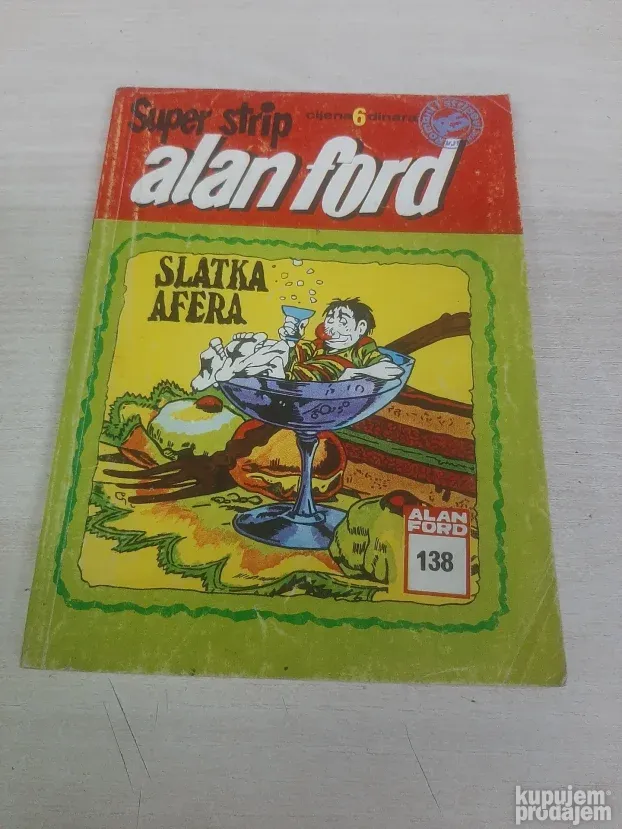 Super strip
cijena 6 dinara
alan ford
SLATKA
AFERA
ALAN
FORD
138
kupujem
prodajem